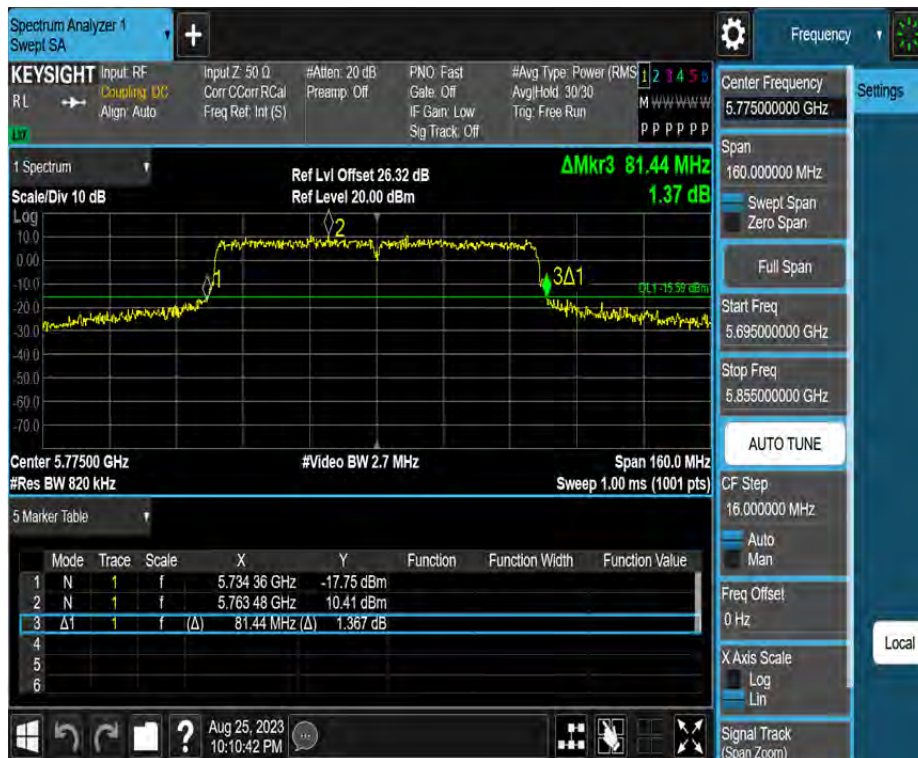 Spectrum Analyzer 1
Swept SA
+
Frequency
KEYSIGHT
RL
LXI
Input: RF
Coupling: DC
Align: Auto
Input Z: 50 Ω
Corr CCorr RCal
Freq Ref: Int (S)
#Atten: 20 dB
Preamp: Off
PNO: Fast
Gate: Off
IF Gain: Low
Sig Track: Off
#Avg Type: Power (RMS
Avg|Hold: 30/30
Trig: Free Run
1 2 3 4 5 6
M W W W W W
P P P P P P
Center Frequency
5.775000000 GHz
Settings
Span
160.000000 MHz
Swept Span
Zero Span
Full Span
Start Freq
5.695000000 GHz
Stop Freq
5.855000000 GHz
AUTO TUNE
CF Step
16.000000 MHz
Auto
Man
Freq Offset
0 Hz
X Axis Scale
Log
Lin
Signal Track
(Span Zoom)
Local
1 Spectrum
Scale/Div 10 dB
Ref Lvl Offset 26.32 dB
Ref Level 20.00 dBm
ΔMkr3 81.44 MHz
1.37 dB
Log
10.0
0.00
-10.0
-20.0
-30.0
-40.0
-50.0
-60.0
-70.0
1
2
3Δ1
DL1 -15.59 dBm
Center 5.77500 GHz
#Video BW 2.7 MHz
Span 160.0 MHz
#Res BW 820 kHz
Sweep 1.00 ms (1001 pts)
5 Marker Table
Mode Trace Scale X Y Function Function Width Function Value
1 N 1 f 5.734 36 GHz -17.75 dBm
2 N 1 f 5.763 48 GHz 10.41 dBm
3 Δ1 1 f (Δ) 81.44 MHz (Δ) 1.367 dB
4
5
6
?
Aug 25, 2023
10:10:42 PM